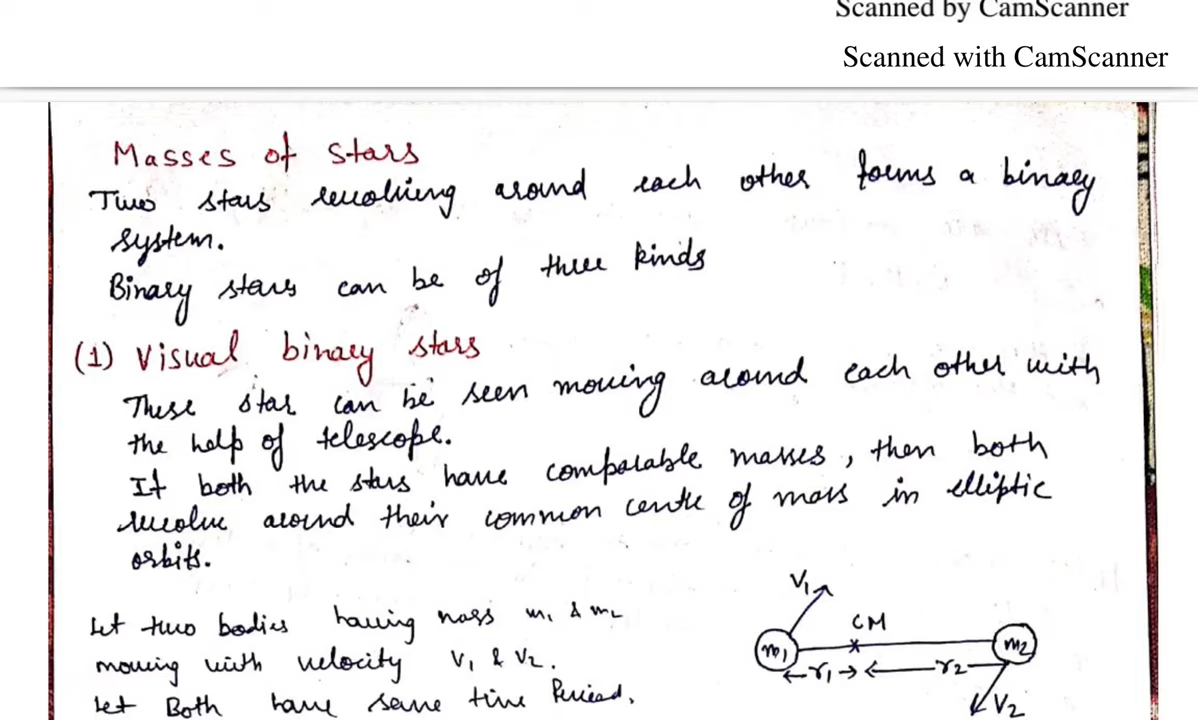 Scanned by CamScanner
Scanned with CamScanner
Masses of stars
Two stars revolving around each other forms a binary
system.
Binary stars can be of three kinds
(1) Visual binary stars
These star can be seen moving around each other with
the help of telescope.
If both the stars have comparable masses, then both
revolve around their common centre of mass in elliptic
orbits.
Let two bodies having mass m1 & m2
moving with velocity V1 & V2.
Let Both have same time Period.
V1
CM
m1
m2
r1
r2
V2